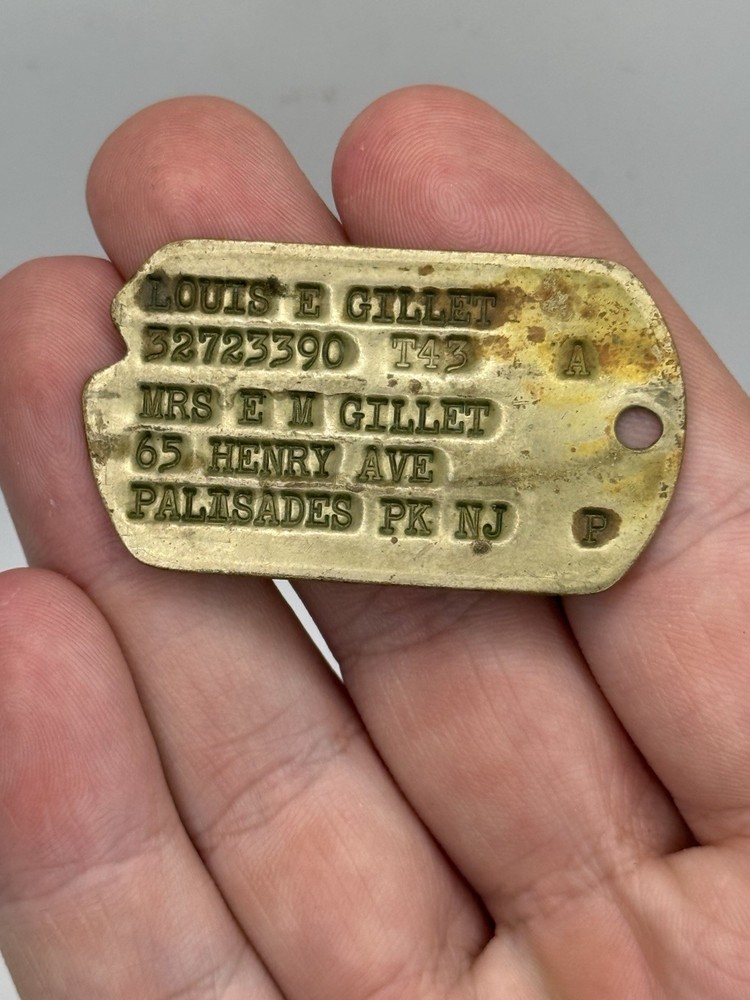 LOUIS E GILLET
32723390 T43 A
MRS E M GILLET
65 HENRY AVE
PALISADES PK NJ P